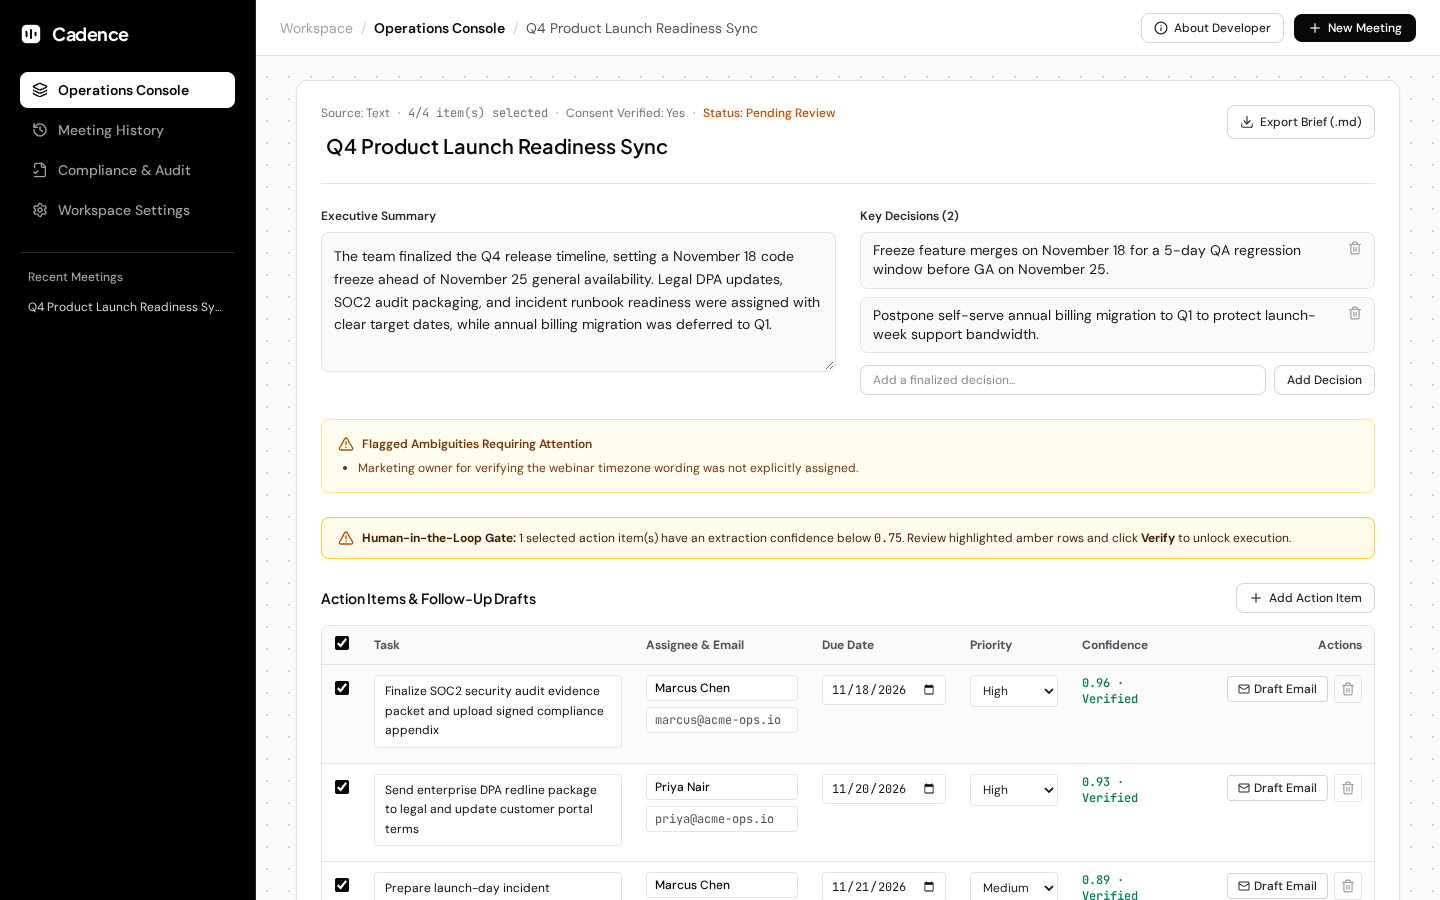 Cadence
Operations Console
Meeting History
Compliance & Audit
Workspace Settings
Recent Meetings
Q4 Product Launch Readiness Sy...
Workspace / Operations Console / Q4 Product Launch Readiness Sync
About Developer
New Meeting
Source: Text · 4/4 item(s) selected · Consent Verified: Yes · Status: Pending Review
Export Brief (.md)
Q4 Product Launch Readiness Sync
Executive Summary
The team finalized the Q4 release timeline, setting a November 18 code
freeze ahead of November 25 general availability. Legal DPA updates,
SOC2 audit packaging, and incident runbook readiness were assigned with
clear target dates, while annual billing migration was deferred to Q1.
Key Decisions (2)
Freeze feature merges on November 18 for a 5-day QA regression
window before GA on November 25.
Postpone self-serve annual billing migration to Q1 to protect launch-
week support bandwidth.
Add a finalized decision...
Add Decision
Flagged Ambiguities Requiring Attention
• Marketing owner for verifying the webinar timezone wording was not explicitly assigned.
Human-in-the-Loop Gate: 1 selected action item(s) have an extraction confidence below 0.75. Review highlighted amber rows and click Verify to unlock execution.
Action Items & Follow-Up Drafts
Add Action Item
Task
Assignee & Email
Due Date
Priority
Confidence
Actions
Finalize SOC2 security audit evidence
packet and upload signed compliance
appendix
Marcus Chen
marcus@acme-ops.io
11/18/2026
High
0.96 ·
Verified
Draft Email
Send enterprise DPA redline package
to legal and update customer portal
terms
Priya Nair
priya@acme-ops.io
11/20/2026
High
0.93 ·
Verified
Draft Email
Prepare launch-day incident
Marcus Chen
11/21/2026
Medium
0.89 ·
Verified
Draft Email